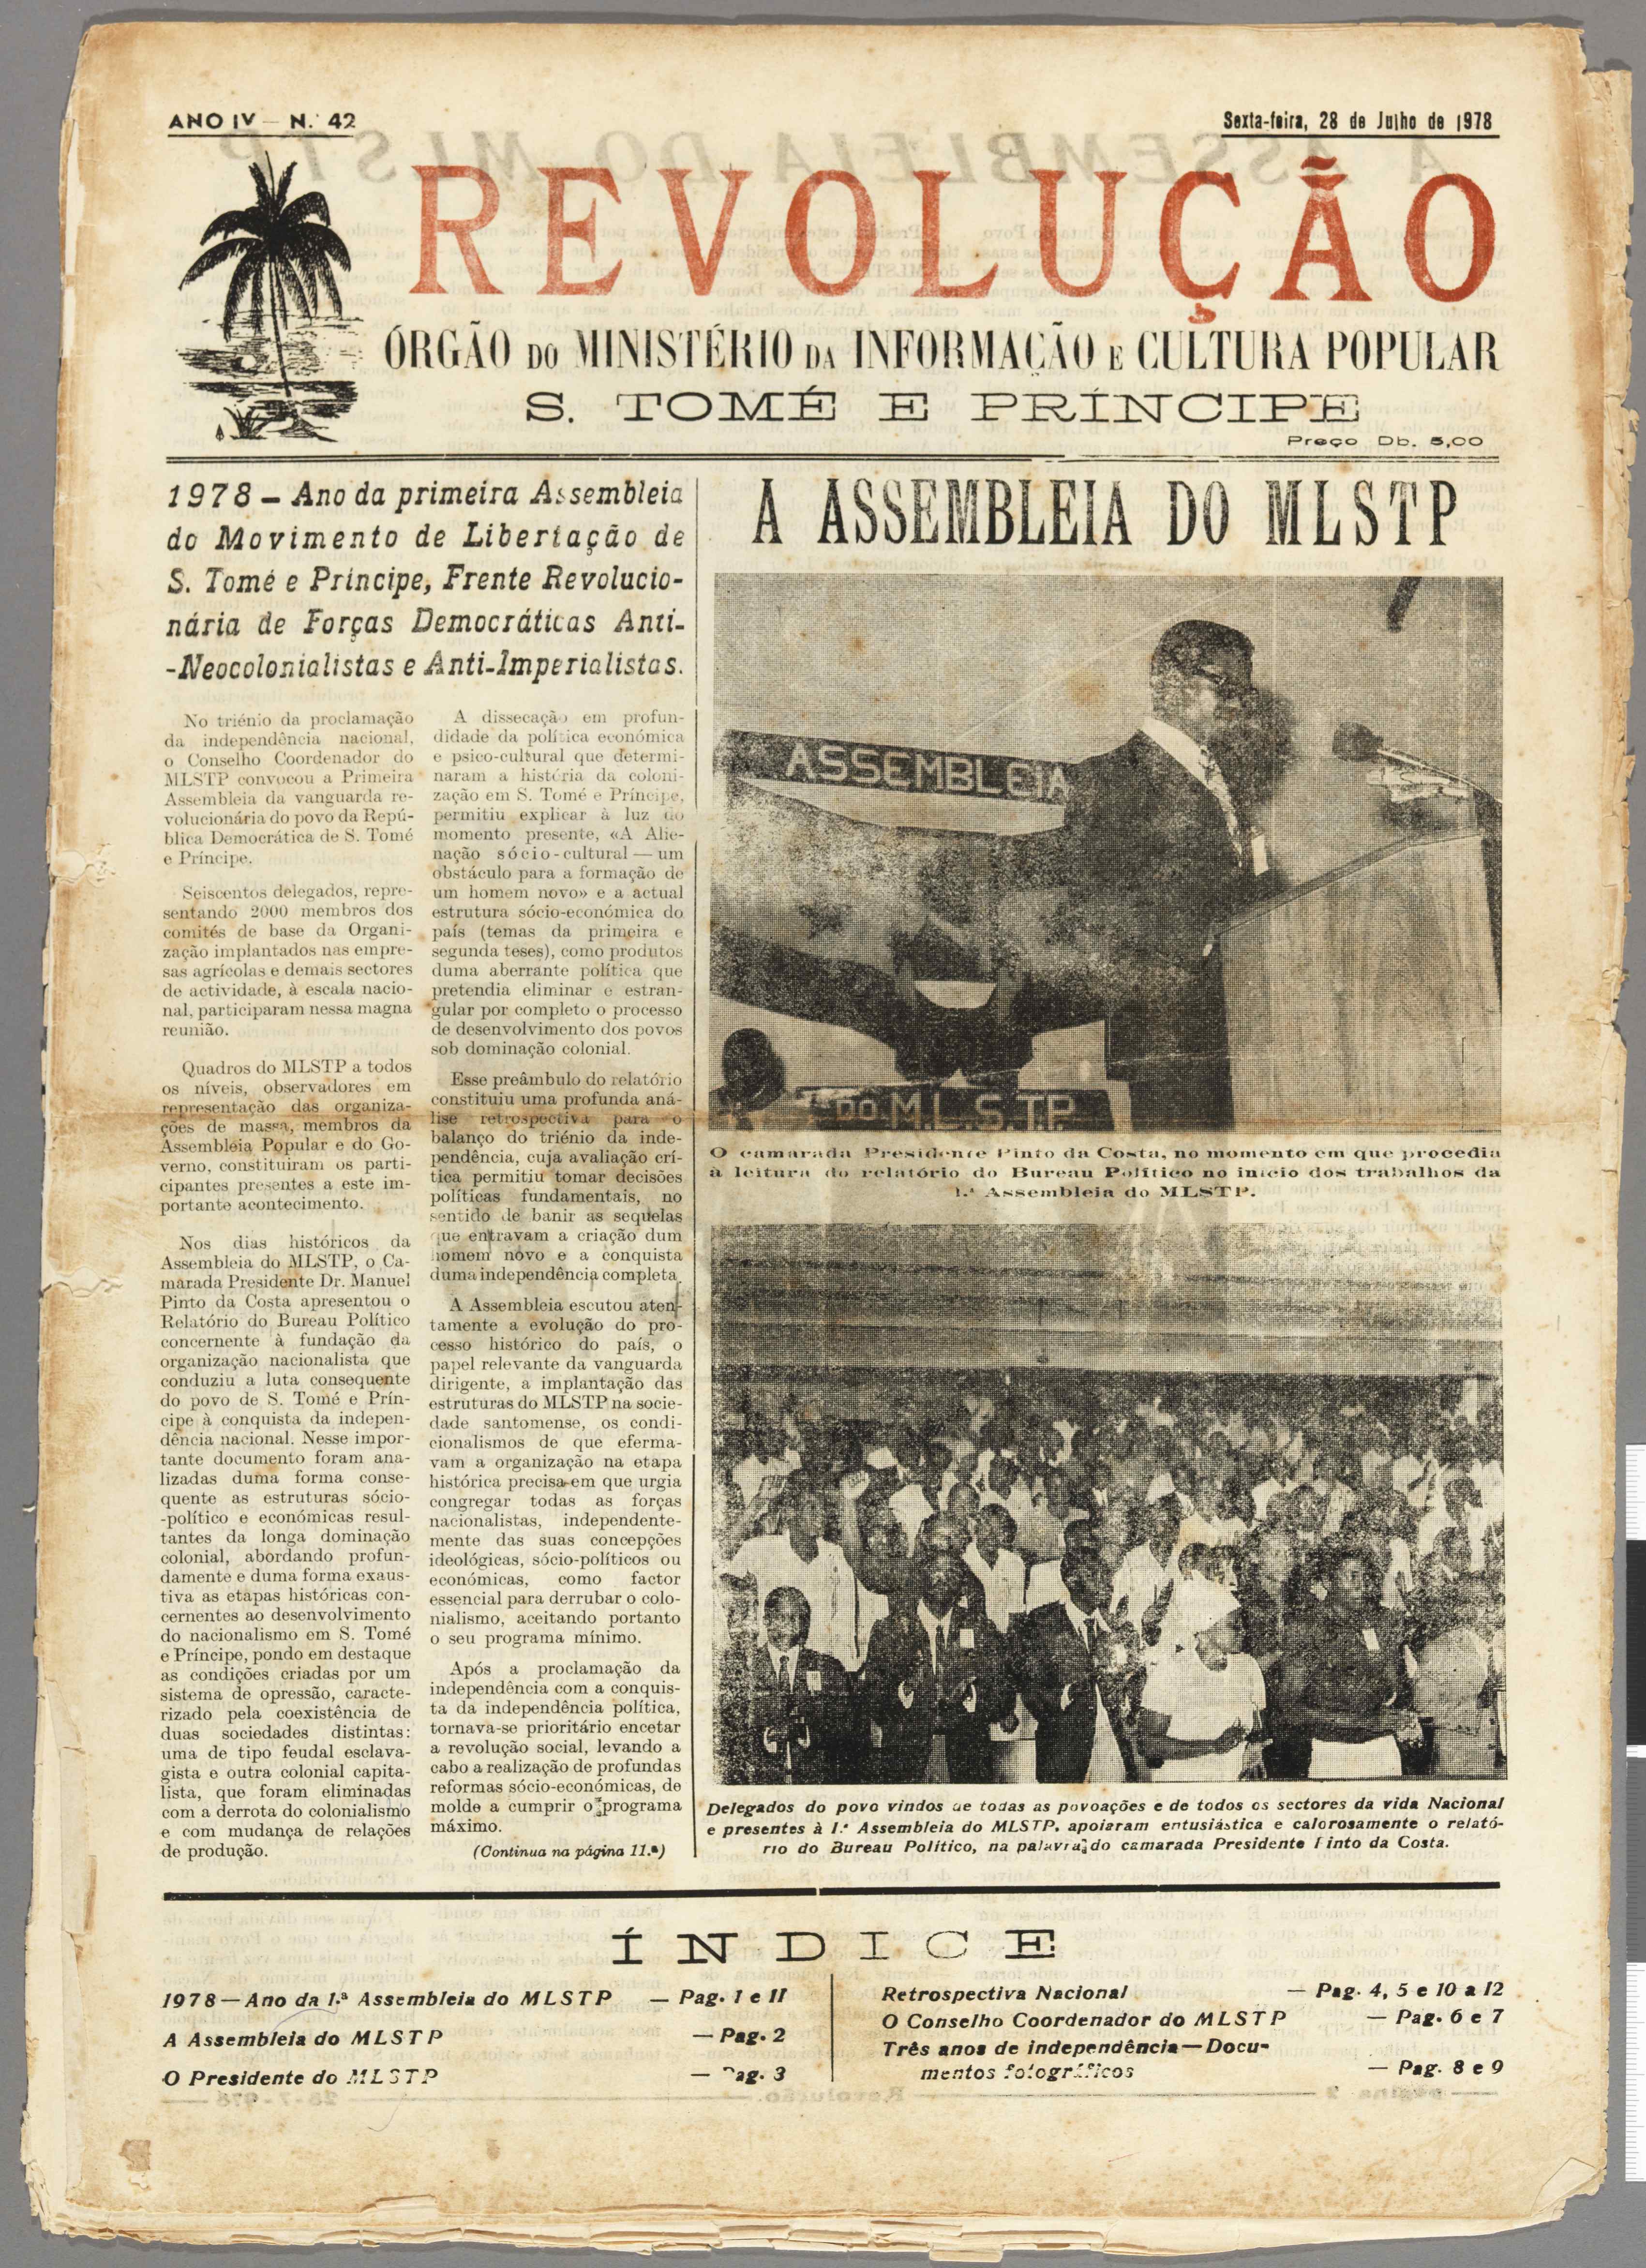 ANO IV — N.º 42
Sexta-feira, 28 de Julho de 1978
REVOLUÇÃO
ÓRGÃO DO MINISTÉRIO DA INFORMAÇÃO E CULTURA POPULAR
S. TOMÉ E PRÍNCIPE
Preço Db. 5,00
1978 — Ano da primeira Assembleia
do Movimento de Libertação de
S. Tomé e Príncipe, Frente Revolucio-
nária de Forças Democráticas Anti-
-Neocolonialistas e Anti-Imperialistas.
No triénio da proclamação
da independência nacional,
o Conselho Coordenador do
MLSTP convocou a Primeira
Assembleia da vanguarda re-
volucionária do povo da Repú-
blica Democrática de S. Tomé
e Príncipe.
Seiscentos delegados, repre-
sentando 2000 membros dos
comités de base da Organi-
zação implantados nas empre-
sas agrícolas e demais sectores
de actividade, à escala nacio-
nal, participaram nessa magna
reunião.
Quadros do MLSTP a todos
os níveis, observadores em
representação das organiza-
ções de massa, membros da
Assembleia Popular e do Go-
verno, constituiram os parti-
cipantes presentes a este im-
portante acontecimento.
Nos dias históricos da
Assembleia do MLSTP, o Ca-
marada Presidente Dr. Manuel
Pinto da Costa apresentou o
Relatório do Bureau Político
concernente à fundação da
organização nacionalista que
conduziu a luta consequente
do povo de S. Tomé e Prín-
cipe à conquista da indepen-
dência nacional. Nesse impor-
tante documento foram ana-
lizadas duma forma conse-
quente as estruturas sócio-
-político e económicas resul-
tantes da longa dominação
colonial, abordando profun-
damente e duma forma exaus-
tiva as etapas históricas con-
cernentes ao desenvolvimento
do nacionalismo em S. Tomé
e Príncipe, pondo em destaque
as condições criadas por um
sistema de opressão, caracte-
rizado pela coexistência de
duas sociedades distintas:
uma de tipo feudal esclava-
gista e outra colonial capita-
lista, que foram eliminadas
com a derrota do colonialismo
e com mudança de relações
de produção.
A dissecação em profun-
didade da política económica
e psico-cultural que determi-
naram a história da coloni-
zação em S. Tomé e Príncipe,
permitiu explicar à luz do
momento presente, «A Alie-
nação sócio-cultural — um
obstáculo para a formação de
um homem novo» e a actual
estrutura sócio-económica do
país (temas da primeira e
segunda teses), como produtos
duma aberrante política que
pretendia eliminar e estran-
gular por completo o processo
de desenvolvimento dos povos
sob dominação colonial.
Esse preâmbulo do relatório
constituiu uma profunda aná-
lise retrospectiva para o
balanço do triénio da inde-
pendência, cuja avaliação crí-
tica permitiu tomar decisões
políticas fundamentais, no
sentido de banir as sequelas
que entravam a criação dum
homem novo e a conquista
duma independência completa
A Assembleia escutou aten-
tamente a evolução do pro-
cesso histórico do país, o
papel relevante da vanguarda
dirigente, a implantação das
estruturas do MLSTP na socie-
dade santomense, os condi-
cionalismos de que eferma-
vam a organização na etapa
histórica precisa em que urgia
congregar todas as forças
nacionalistas, independente-
mente das suas concepções
ideológicas, sócio-políticos ou
económicas, como factor
essencial para derrubar o colo-
nialismo, aceitando portanto
o seu programa mínimo.
Após a proclamação da
independência com a conquis-
ta da independência política,
tornava-se prioritário encetar
a revolução social, levando a
cabo a realização de profundas
reformas sócio-económicas, de
molde a cumprir o programa
máximo.
(Continua na página 11.ª)
A ASSEMBLEIA DO MLSTP
ASSEMBLEIA
DO M.L.S.T.P.
O camarada Presidente Pinto da Costa, no momento em que procedia
à leitura do relatório do Bureau Político no início dos trabalhos da
1.ª Assembleia do MLSTP.
Delegados do povo vindos de todas as povoações e de todos os sectores da vida Nacional
e presentes à 1.ª Assembleia do MLSTP, apoiaram entusiástica e calorosamente o relató-
rio do Bureau Político, na palavra do camarada Presidente Pinto da Costa.
ÍNDICE
1978—Ano da 1.ª Assembleia do MLSTP — Pag. 1 e 11
A Assembleia do MLSTP — Pag. 2
O Presidente do MLSTP — Pag. 3
Retrospectiva Nacional — Pag. 4, 5 e 10 a 12
O Conselho Coordenador do MLSTP — Pag. 6 e 7
Três anos de independência—Docu-
mentos fotográficos — Pag. 8 e 9